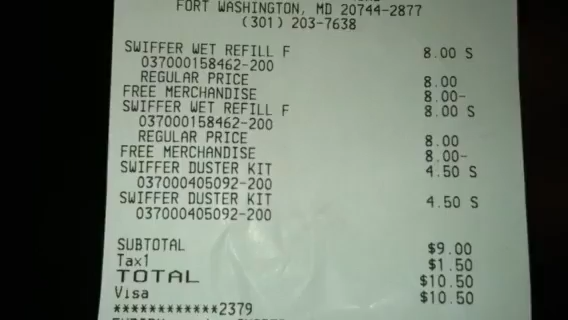 FORT WASHINGTON, MD 20744-2877
(301) 203-7638
SWIFFER WET REFILL F 8.00 S
037000158462-200
REGULAR PRICE 8.00
FREE MERCHANDISE 8.00-
SWIFFER WET REFILL F 8.00 S
037000158462-200
REGULAR PRICE 8.00
FREE MERCHANDISE 8.00-
SWIFFER DUSTER KIT 4.50 S
037000405092-200
SWIFFER DUSTER KIT 4.50 S
037000405092-200
SUBTOTAL $9.00
Tax1 $1.50
TOTAL $10.50
Visa $10.50
************2379